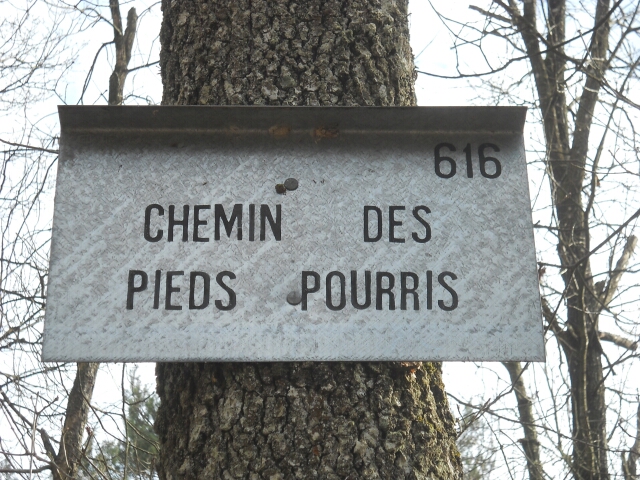 616
CHEMIN DES
PIEDS POURRIS